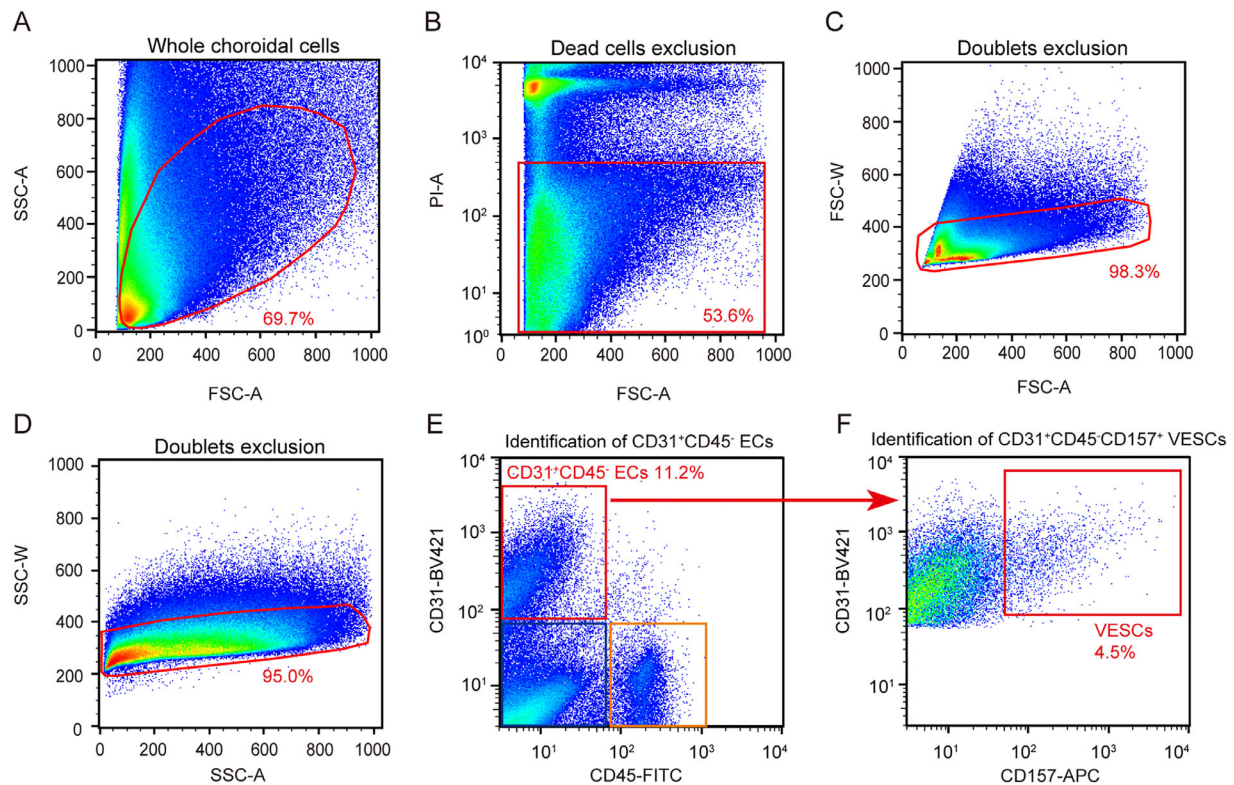 A
Whole choroidal cells
1000
800
600
400
200
0
SSC-A
69.7%
0 200 400 600 800 1000
FSC-A
B
Dead cells exclusion
10⁴
10³
10²
10¹
10⁰
PI-A
53.6%
0 200 400 600 800 1000
FSC-A
C
Doublets exclusion
1000
800
600
400
200
0
FSC-W
98.3%
0 200 400 600 800 1000
FSC-A
D
Doublets exclusion
1000
800
600
400
200
0
SSC-W
95.0%
0 200 400 600 800 1000
SSC-A
E
Identification of CD31⁺CD45⁻ ECs
CD31⁺CD45⁻ ECs 11.2%
10⁴
10³
10²
10¹
CD31-BV421
10¹ 10² 10³ 10⁴
CD45-FITC
F
Identification of CD31⁺CD45⁻CD157⁺ VESCs
10⁴
10³
10²
10¹
CD31-BV421
VESCs
4.5%
10¹ 10² 10³ 10⁴
CD157-APC